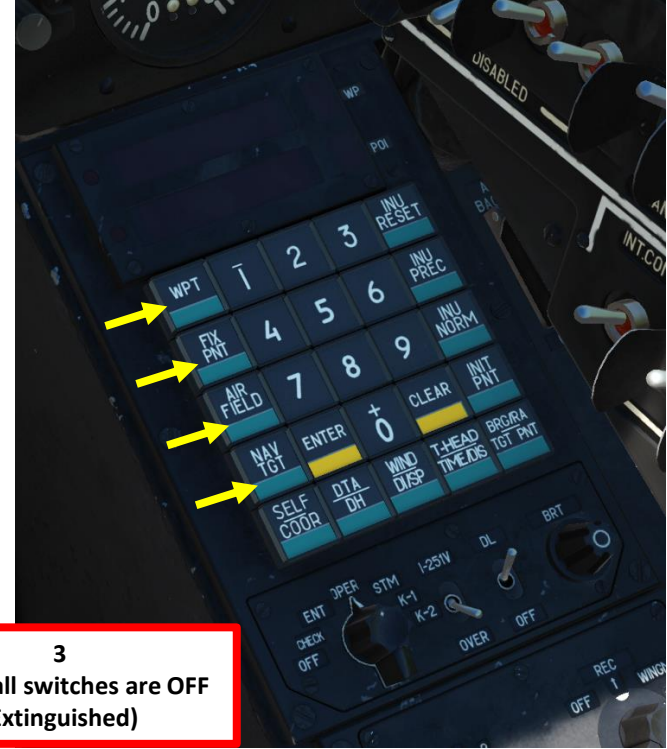 DISABLED
WP
POI
INU RESET
WPT
1
2
3
INU PREC
FIX PNT
4
5
6
INU NORM
AIR FIELD
7
8
9
INIT PNT
NAV TGT
ENTER
+ 0
CLEAR
BRG/RA TGT PNT
SELF COOR
DTA DH
WIND DI/SP
T-HEAD TIME/DIS
INT.CO
OFF
CHECK
ENT
OPER
STM
K-1
K-2
I-251V
DL
BRT
OVER
OFF
REC
OFF
WING
3
all switches are OFF
xtinguished)